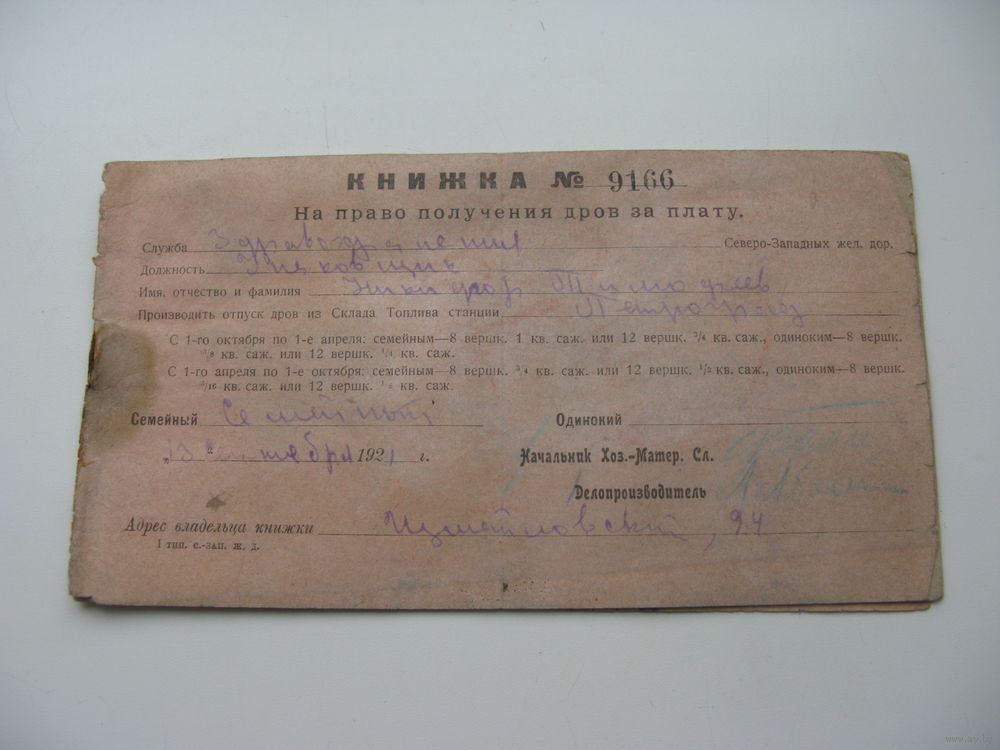 КНИЖКА № 9166
На право получения дров за плату.
Служба Здравоохранения Северо-Западных жел. дор.
Должность
Имя, отчество и фамилия Никифор Тимофеев
Производить отпуск дров из Склада Топлива станции Петроград
С 1-го октября по 1-е апреля: семейным—8 вершк. 1 кв. саж. или 12 вершк. 3/4 кв. саж., одиноким—8 вершк.
3/8 кв. саж. или 12 вершк. 1/4 кв. саж.
С 1-го апреля по 1-е октября: семейным—8 вершк. 3/4 кв. саж. или 12 вершк. 1/2 кв. саж., одиноким—8 вершк.
3/16 кв. саж. или 12 вершк. кв. саж.
Семейный Семейный Одинокий
„13" 1921 г. Начальник Хоз.-Матер. Сл.
Делопроизводитель
Адрес владельца книжки Измайловский, 24
I тип. с.-зап. ж. д.